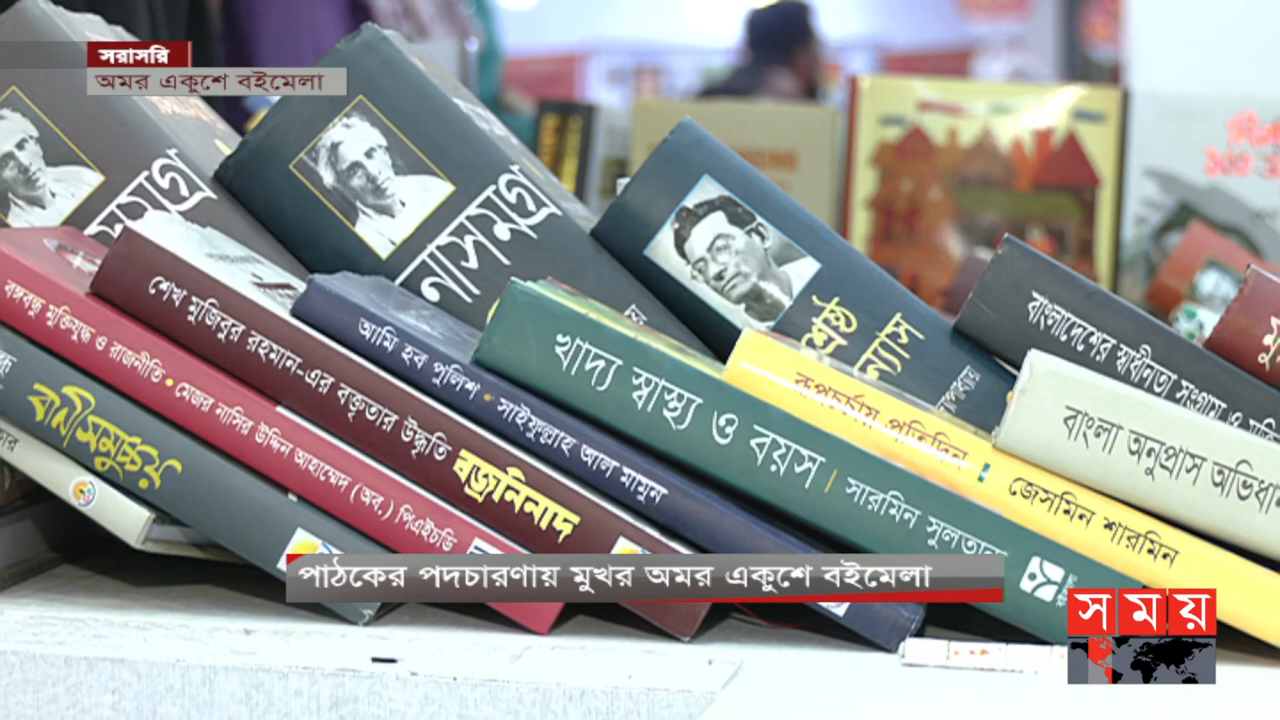 সরাসরি
অমর একুশে বইমেলা
সমগ্র
নাসমগ্র
শ্রেষ্ঠ
ন্যাস
বাংলাদেশের স্বাধীনতা সংগ্রাম ও
বঙ্গবন্ধু মুক্তিযুদ্ধ ও রাজনীতি • মেজর নাসির উদ্দিন আহাম্মেদ (অব.) পিএইচডি
শেখ মুজিবুর রহমান-এর বক্তৃতার উদ্ধৃতি বজ্রনিনাদ
আমি হব পুলিশ • সাইফুল্লাহ আল মামুন
খাদ্য স্বাস্থ্য ও বয়স | সারমিন সুলতানা
রূপচর্চায় প্রতিদিন জেসমিন শারমিন
বাংলা অনুপ্রাস অভিধা
বানীসমুচ্চয়
পাঠকের পদচারণায় মুখর অমর একুশে বইমেলা
সময়